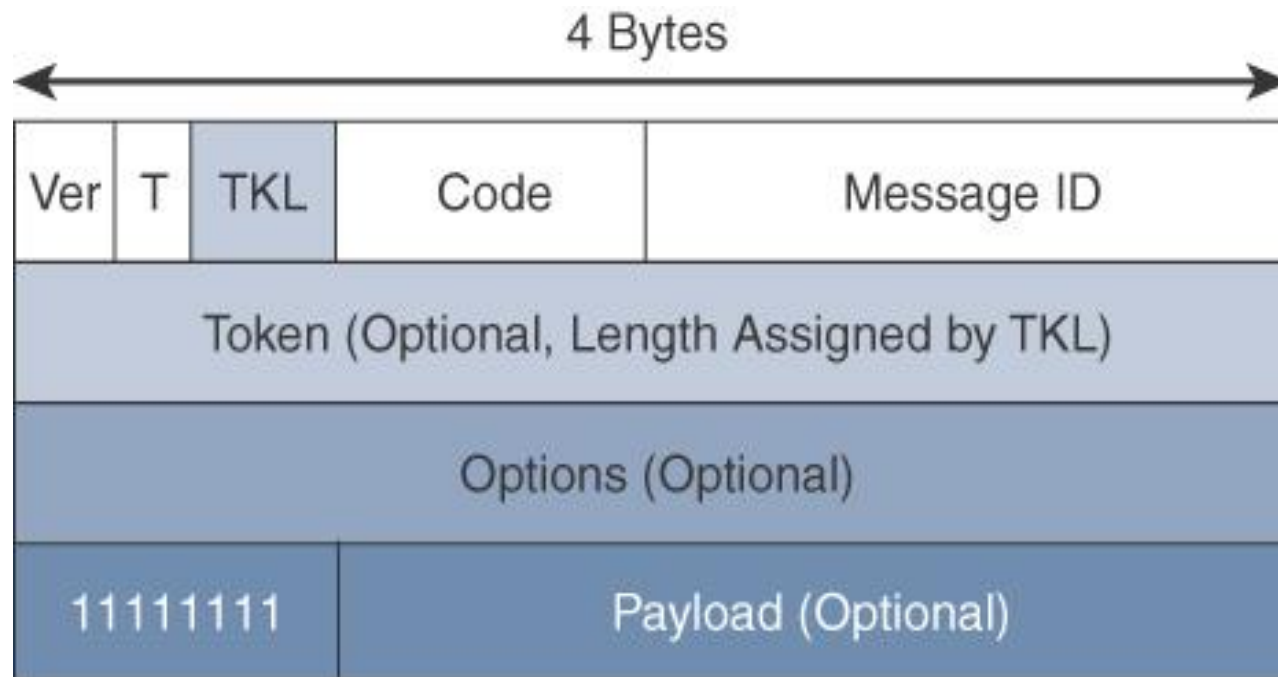 4 Bytes
Ver T TKL Code Message ID
Token (Optional, Length Assigned by TKL)
Options (Optional)
11111111 Payload (Optional)